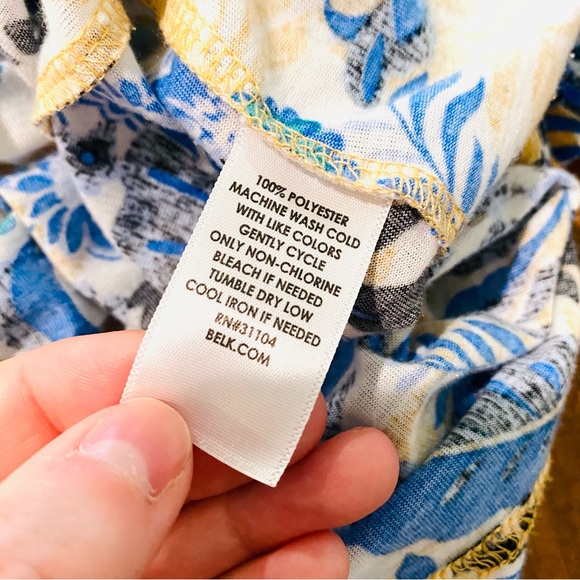 100% POLYESTER
MACHINE WASH COLD
WITH LIKE COLORS
GENTLY CYCLE
ONLY NON-CHLORINE
BLEACH IF NEEDED
TUMBLE DRY LOW
COOL IRON IF NEEDED
RN#31104
BELK.COM